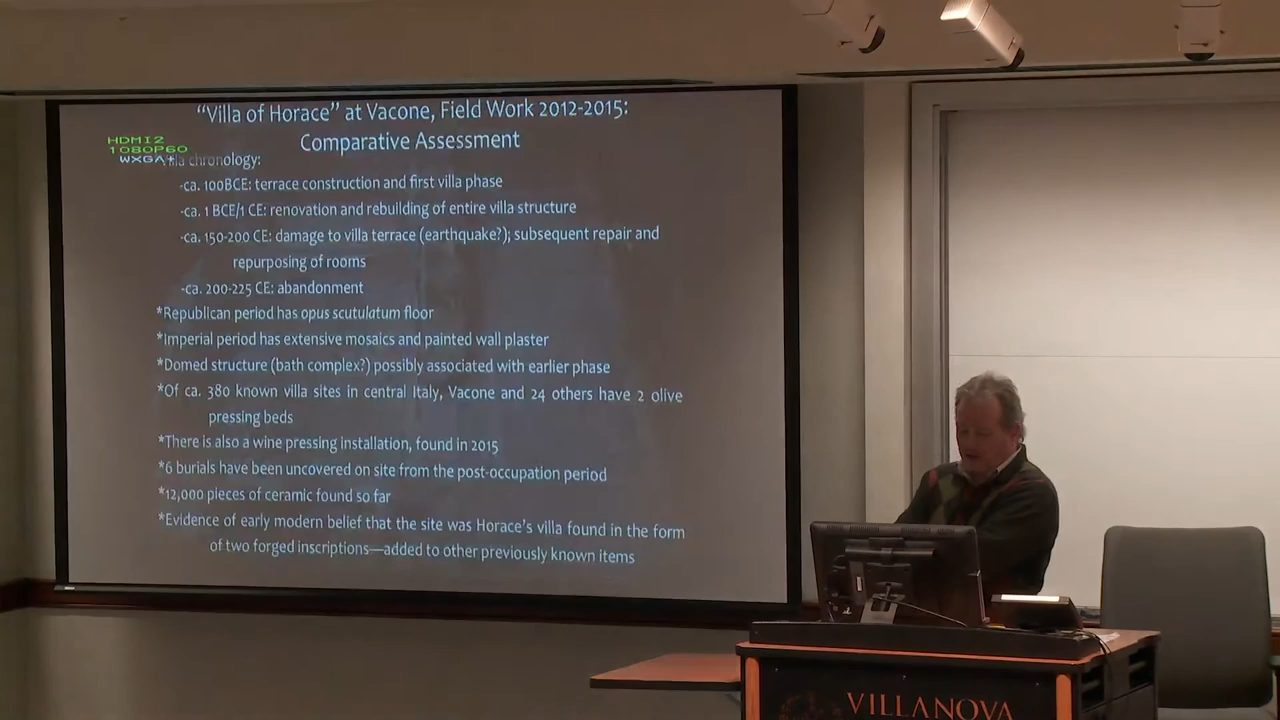 "Villa of Horace" at Vacone, Field Work 2012-2015:
Comparative Assessment
HDMI2
1080P60
WXGA+
Villa chronology:
-ca. 100BCE: terrace construction and first villa phase
-ca. 1 BCE/1 CE: renovation and rebuilding of entire villa structure
-ca. 150-200 CE: damage to villa terrace (earthquake?); subsequent repair and
repurposing of rooms
-ca. 200-225 CE: abandonment
*Republican period has opus scutulatum floor
*Imperial period has extensive mosaics and painted wall plaster
*Domed structure (bath complex?) possibly associated with earlier phase
*Of ca. 380 known villa sites in central Italy, Vacone and 24 others have 2 olive
pressing beds
*There is also a wine pressing installation, found in 2015
*6 burials have been uncovered on site from the post-occupation period
*12,000 pieces of ceramic found so far
*Evidence of early modern belief that the site was Horace's villa found in the form
of two forged inscriptions—added to other previously known items
VILLANOVA